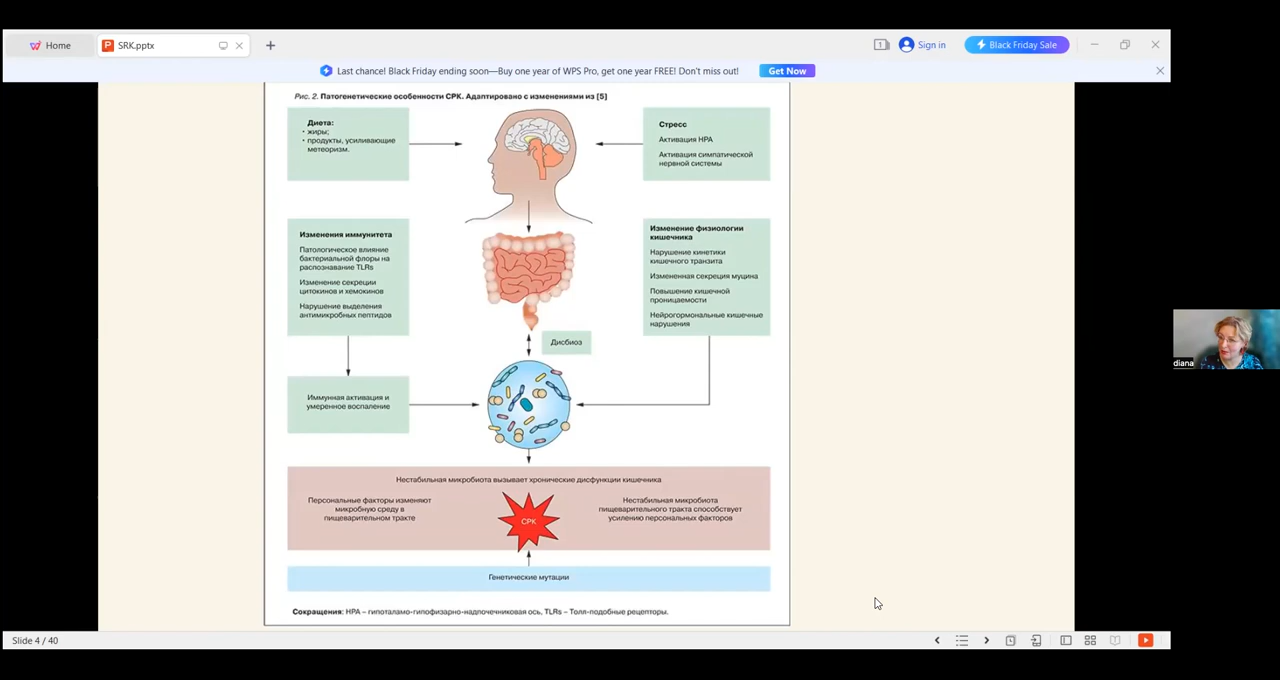 Home
SRK.pptx
1
Sign in
Black Friday Sale
Last chance! Black Friday ending soon—Buy one year of WPS Pro, get one year FREE! Don't miss out!
Get Now
Рис. 2. Патогенетические особенности СРК. Адаптировано с изменениями из [5]
Диета:
• жиры;
• продукты, усиливающие
метеоризм.
Стресс
Активация HPA
Активация симпатической
нервной системы
Изменения иммунитета
Патологическое влияние
бактериальной флоры на
распознавание TLRs
Изменение секреции
цитокинов и хемокинов
Нарушение выделения
антимикробных пептидов
Изменение физиологии
кишечника
Нарушение кинетики
кишечного транзита
Измененная секреция муцина
Повышение кишечной
проницаемости
Нейрогормональные кишечные
нарушения
Дисбиоз
Иммунная активация и
умеренное воспаление
Нестабильная микробиота вызывает хронические дисфункции кишечника
Персональные факторы изменяют
микробную среду в
пищеварительном тракте
СРК
Нестабильная микробиота
пищеварительного тракта способствует
усилению персональных факторов
Генетические мутации
Сокращения: HPA – гипоталамо-гипофизарно-надпочечниковая ось, TLRs – Толл-подобные рецепторы.
diana
Slide 4 / 40